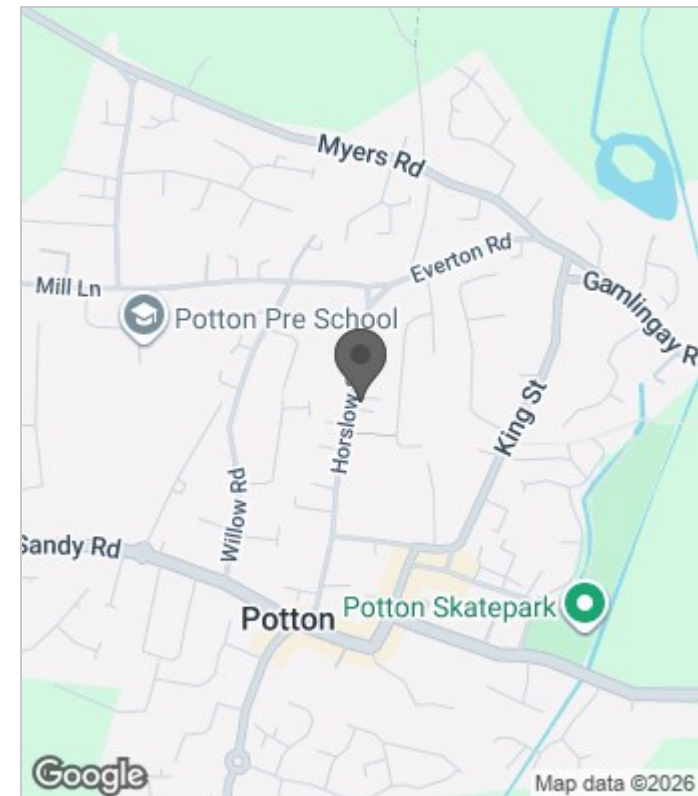 Myers Rd
Everton Rd
Mill Ln
Gamlingay R
Potton Pre School
Horslow
King St
Willow Rd
Sandy Rd
Potton
Potton Skatepark
Google
Map data ©2026